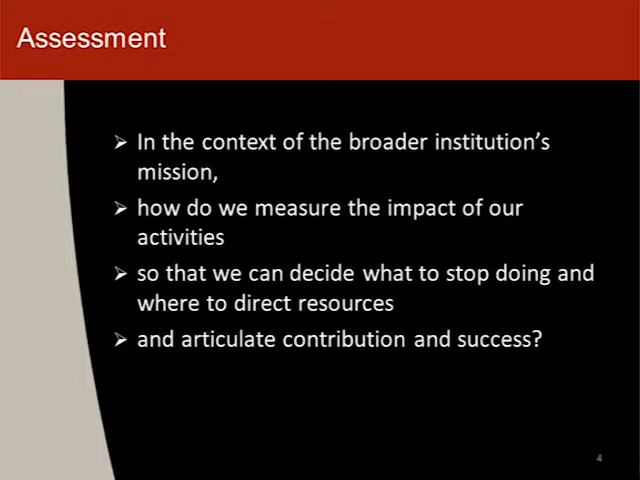 Assessment
➢ In the context of the broader institution’s
mission,
➢ how do we measure the impact of our
activities
➢ so that we can decide what to stop doing and
where to direct resources
➢ and articulate contribution and success?
4